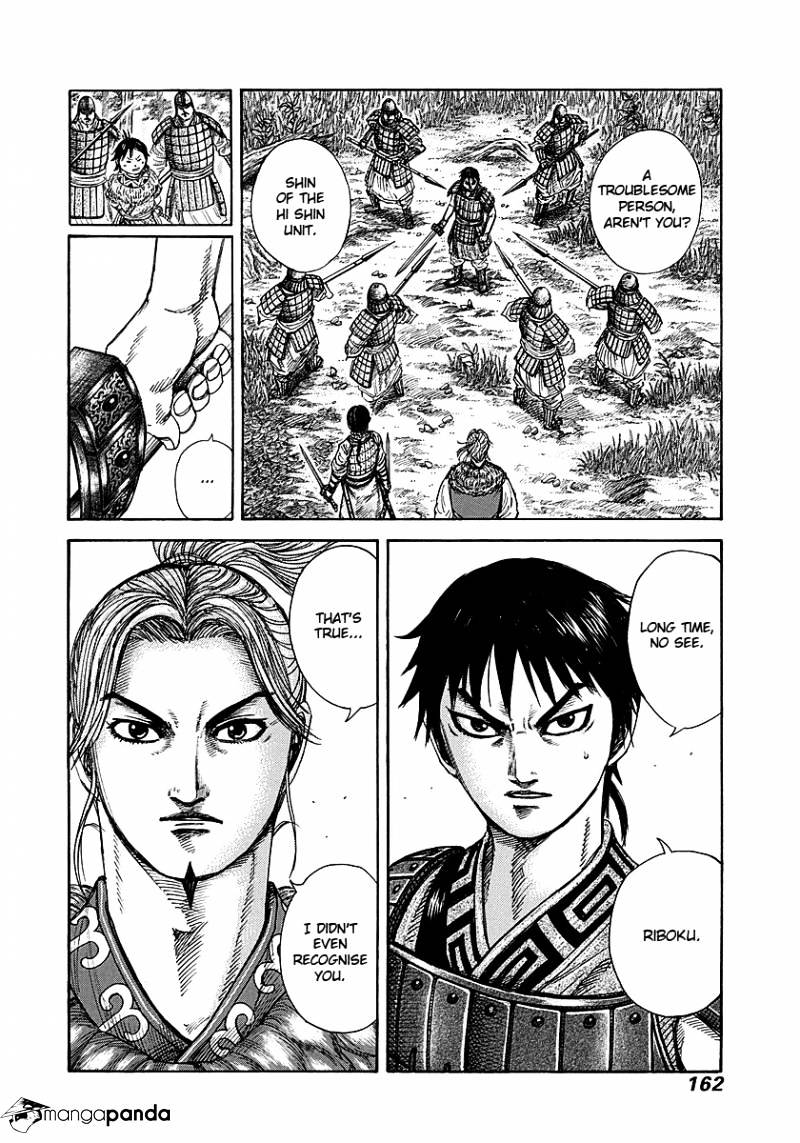 A
TROUBLESOME
PERSON,
AREN'T YOU?
SHIN
OF THE
HI SHIN
UNIT.
...
LONG TIME,
NO SEE.
RIBOKU.
THAT'S
TRUE...
I DIDN'T
EVEN
RECOGNISE
YOU.
162
mangapanda